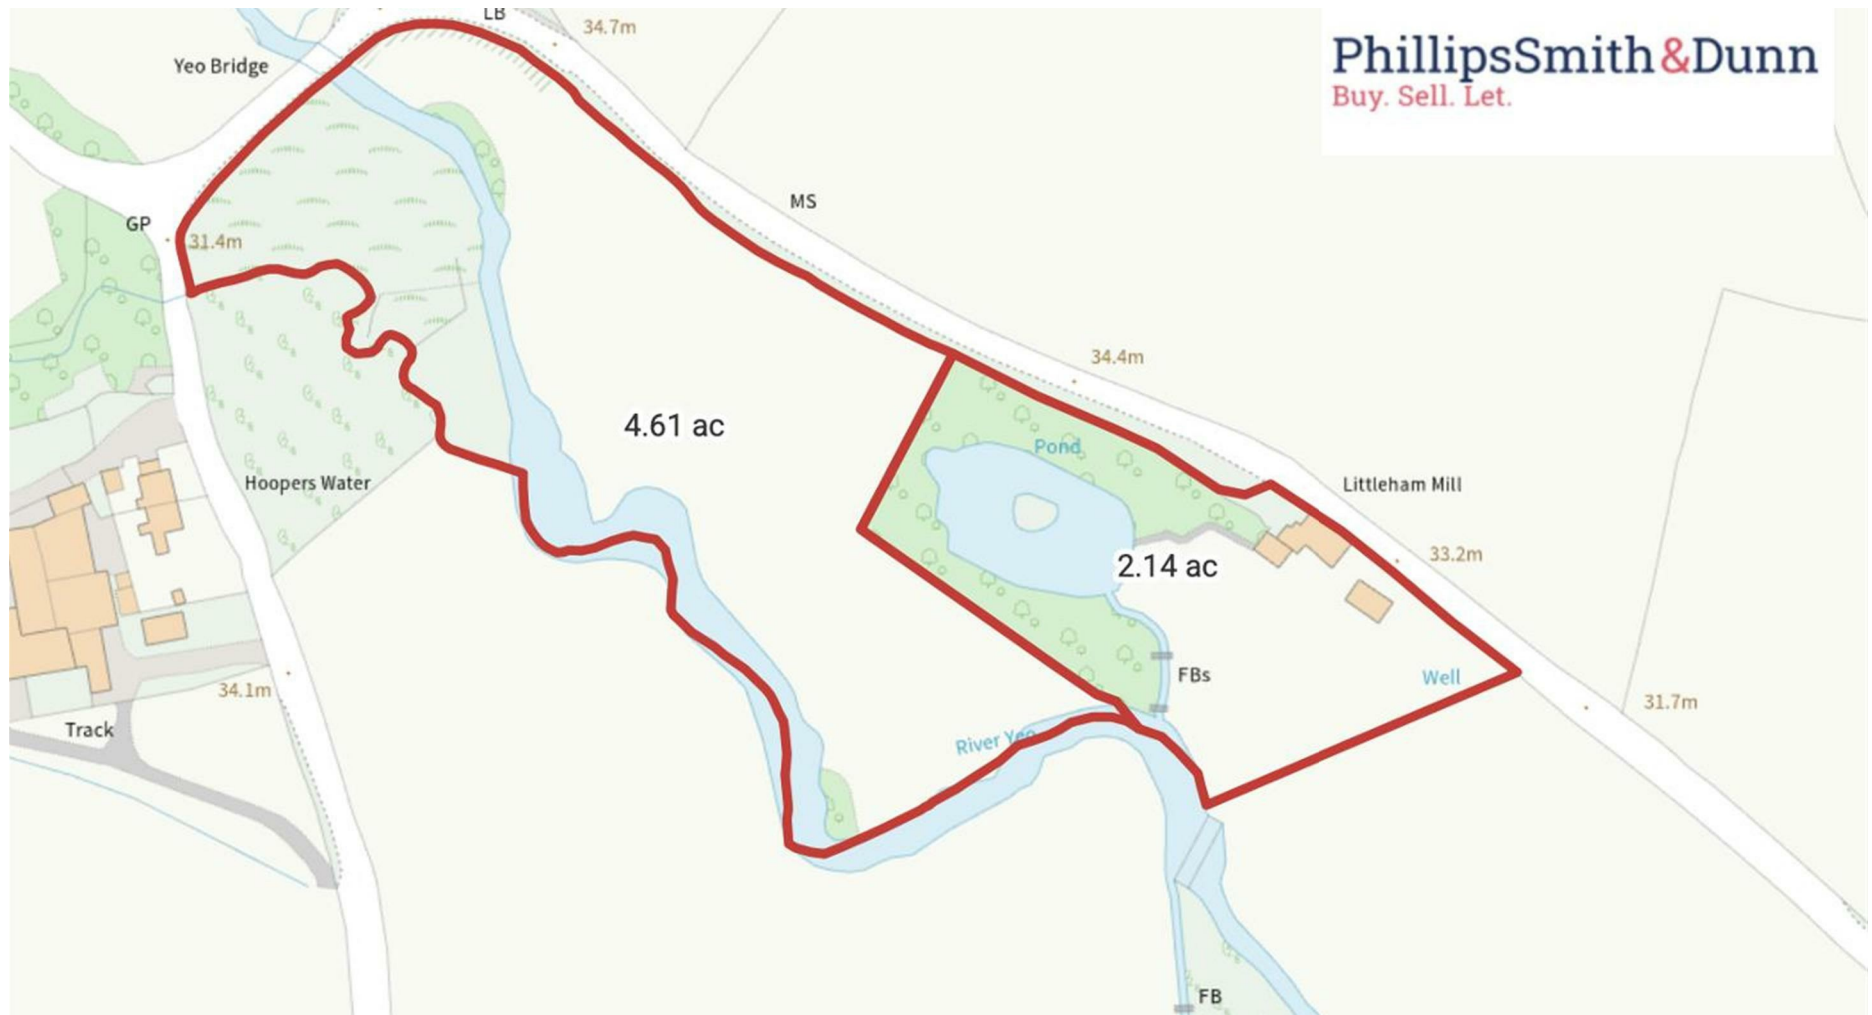 LB
34.7m
PhillipsSmith&Dunn
Buy. Sell. Let.
Yeo Bridge
MS
GP
31.4m
34.4m
4.61 ac
Pond
Hoopers Water
Littleham Mill
33.2m
2.14 ac
FBs
Well
34.1m
31.7m
Track
River Yeo
FB